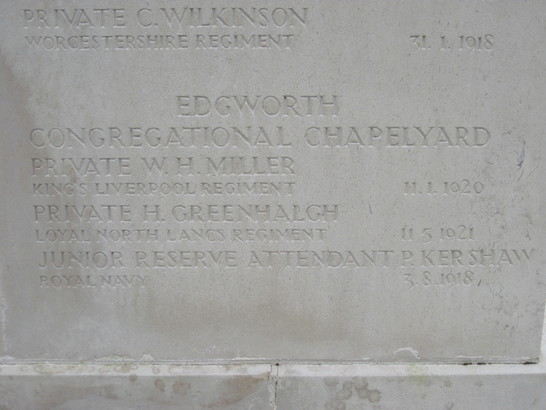 PRIVATE C. WILKINSON
WORCESTERSHIRE REGIMENT 31. 1. 1918
EDGWORTH
CONGREGATIONAL CHAPELYARD
PRIVATE W. H. MILLER
KING'S LIVERPOOL REGIMENT 11. 1. 1920
PRIVATE H. GREENHALGH
LOYAL NORTH LANCS REGIMENT 11 5 1921
JUNIOR RESERVE ATTENDANT P. KERSHAW
ROYAL NAVY 3. 8. 1918